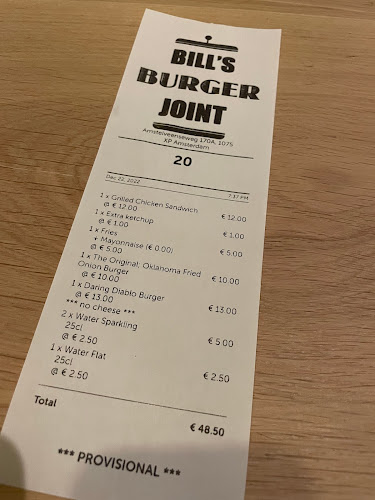 BILL'S
BURGER
JOINT
Amstelveenseweg 170A, 1075
XP Amsterdam
20
Dec 22, 2022 7:17 PM
1 x Grilled Chicken Sandwich € 12.00
@ € 12.00
1 x Extra ketchup € 1.00
@ € 1.00
1 x Fries € 5.00
+ Mayonnaise (€ 0.00)
@ € 5.00
1 x The Original; Oklahoma Fried € 10.00
Onion Burger
@ € 10.00
1 x Daring Diablo Burger € 13.00
@ € 13.00
*** no cheese ***
2 x Water Sparkling € 5.00
25cl
@ € 2.50
1 x Water Flat € 2.50
25cl
@ € 2.50
Total
€ 48.50
*** PROVISIONAL ***